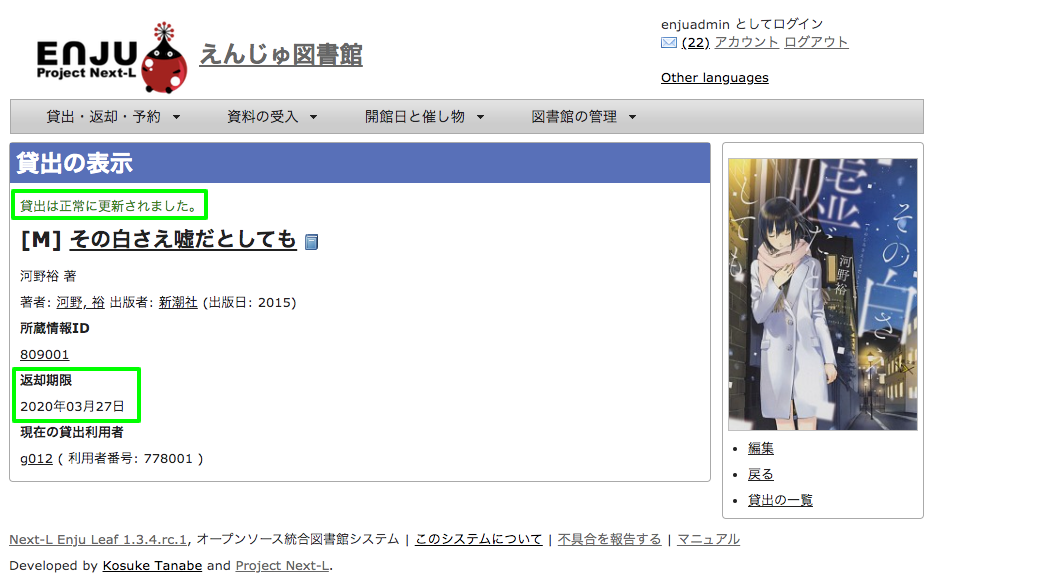 enjuadmin としてログイン
(22) アカウント ログアウト
Other languages
ENJU
Project Next-L
えんじゅ図書館
貸出・返却・予約 資料の受入 開館日と催し物 図書館の管理
貸出の表示
貸出は正常に更新されました。
[M] その白さえ嘘だとしても
河野裕 著
著者: 河野, 裕 出版者: 新潮社 (出版日: 2015)
所蔵情報ID
809001
返却期限
2020年03月27日
現在の貸出利用者
g012 ( 利用者番号: 778001 )
その白さえ
嘘だと
しても
河野裕
編集
戻る
貸出の一覧
Next-L Enju Leaf 1.3.4.rc.1, オープンソース統合図書館システム | このシステムについて | 不具合を報告する | マニュアル
Developed by Kosuke Tanabe and Project Next-L.